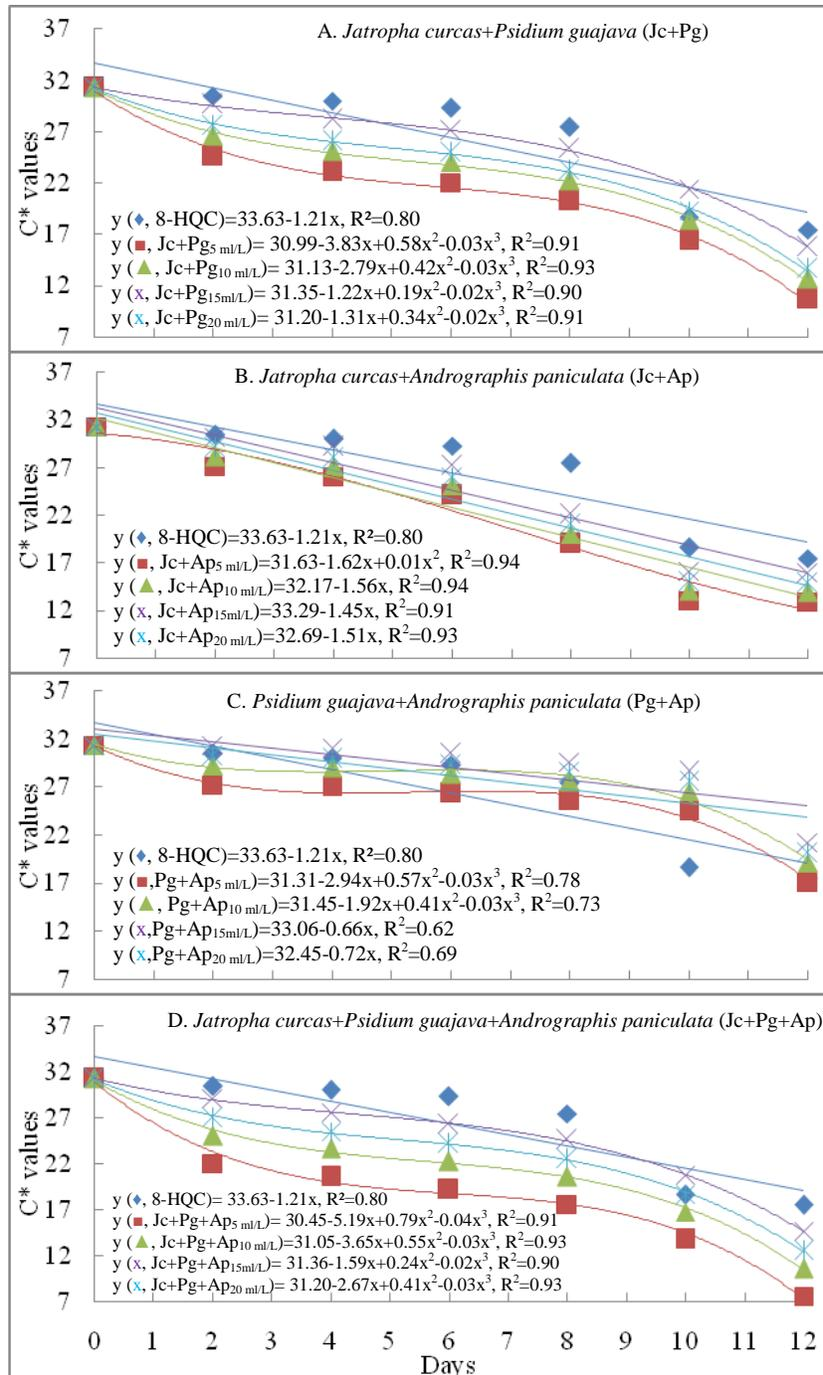 A. Jatropha curcas+Psidium guajava (Jc+Pg)
37
32
27
22
17
12
7
C* values
y (♦, 8-HQC)=33.63-1.21x, R²=0.80
y (■, Jc+Pg5 ml/L)= 30.99-3.83x+0.58x²-0.03x³, R²=0.91
y (▲, Jc+Pg10 ml/L)= 31.13-2.79x+0.42x²-0.03x³, R²=0.93
y (x, Jc+Pg15ml/L)= 31.35-1.22x+0.19x²-0.02x³, R²=0.90
y (x, Jc+Pg20 ml/L)= 31.20-1.31x+0.34x²-0.02x³, R²=0.91
B. Jatropha curcas+Andrographis paniculata (Jc+Ap)
37
32
27
22
17
12
7
C* values
y (♦, 8-HQC)=33.63-1.21x, R²=0.80
y (■, Jc+Ap5 ml/L)=31.63-1.62x+0.01x², R²=0.94
y (▲, Jc+Ap10 ml/L)=32.17-1.56x, R²=0.94
y (x, Jc+Ap15ml/L)=33.29-1.45x, R²=0.91
y (x, Jc+Ap20 ml/L)=32.69-1.51x, R²=0.93
C. Psidium guajava+Andrographis paniculata (Pg+Ap)
37
32
27
22
17
12
7
C* values
y (♦, 8-HQC)=33.63-1.21x, R²=0.80
y (■,Pg+Ap5 ml/L)=31.31-2.94x+0.57x²-0.03x³, R²=0.78
y (▲, Pg+Ap10 ml/L)=31.45-1.92x+0.41x²-0.03x³, R²=0.73
y (x,Pg+Ap15ml/L)=33.06-0.66x, R²=0.62
y (x,Pg+Ap20 ml/L)=32.45-0.72x, R²=0.69
D. Jatropha curcas+Psidium guajava+Andrographis paniculata (Jc+Pg+Ap)
37
32
27
22
17
12
7
C* values
y (♦, 8-HQC)= 33.63-1.21x, R²=0.80
y (■, Jc+Pg+Ap5 ml/L)= 30.45-5.19x+0.79x²-0.04x³, R²=0.91
y (▲, Jc+Pg+Ap10 ml/L)=31.05-3.65x+0.55x²-0.03x³, R²=0.93
y (x, Jc+Pg+Ap15ml/L)= 31.36-1.59x+0.24x²-0.02x³, R²=0.90
y (x, Jc+Pg+Ap20 ml/L)= 31.20-2.67x+0.41x²-0.03x³, R²=0.93
0 1 2 3 4 5 6 7 8 9 10 11 12
Days